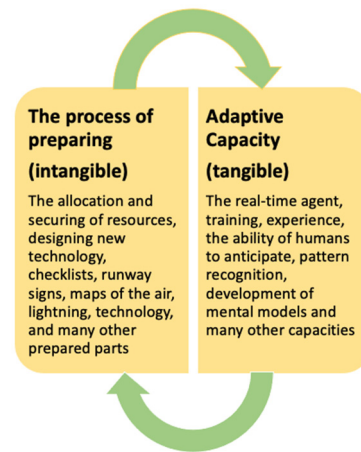 The process of
preparing
(intangible)
The allocation and
securing of resources,
designing new
technology,
checklists, runway
signs, maps of the air,
lightning, technology,
and many other
prepared parts
Adaptive
Capacity
(tangible)
The real-time agent,
training, experience,
the ability of humans
to anticipate, pattern
recognition,
development of
mental models and
many other capacities